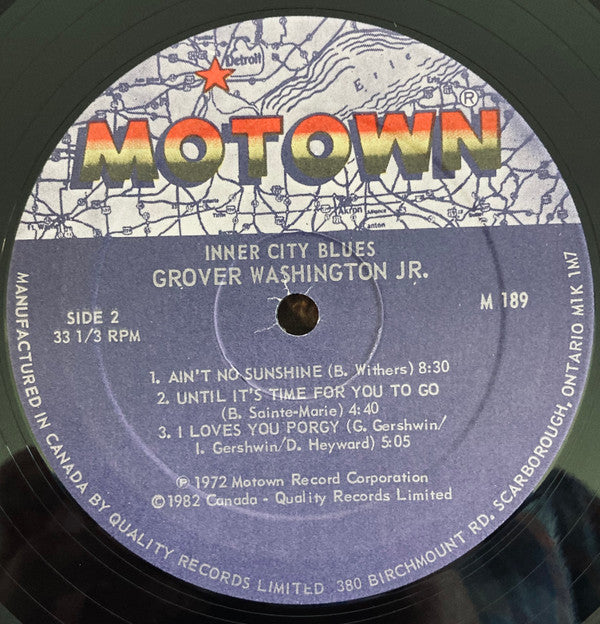 Detroit
Erie
MOTOWN®
Akron
Alliance
Canton
INNER CITY BLUES
GROVER WASHINGTON JR.
SIDE 2
33 1/3 RPM
M 189
1. AIN'T NO SUNSHINE (B. Withers) 8:30
2. UNTIL IT'S TIME FOR YOU TO GO
(B. Sainte-Marie) 4:40
3. I LOVES YOU PORGY (G. Gershwin/
I. Gershwin/D. Heyward) 5:05
℗ 1972 Motown Record Corporation
© 1982 Canada - Quality Records Limited
MANUFACTURED IN CANADA BY QUALITY RECORDS LIMITED 380 BIRCHMOUNT RD. SCARBOROUGH, ONTARIO M1K 1M7